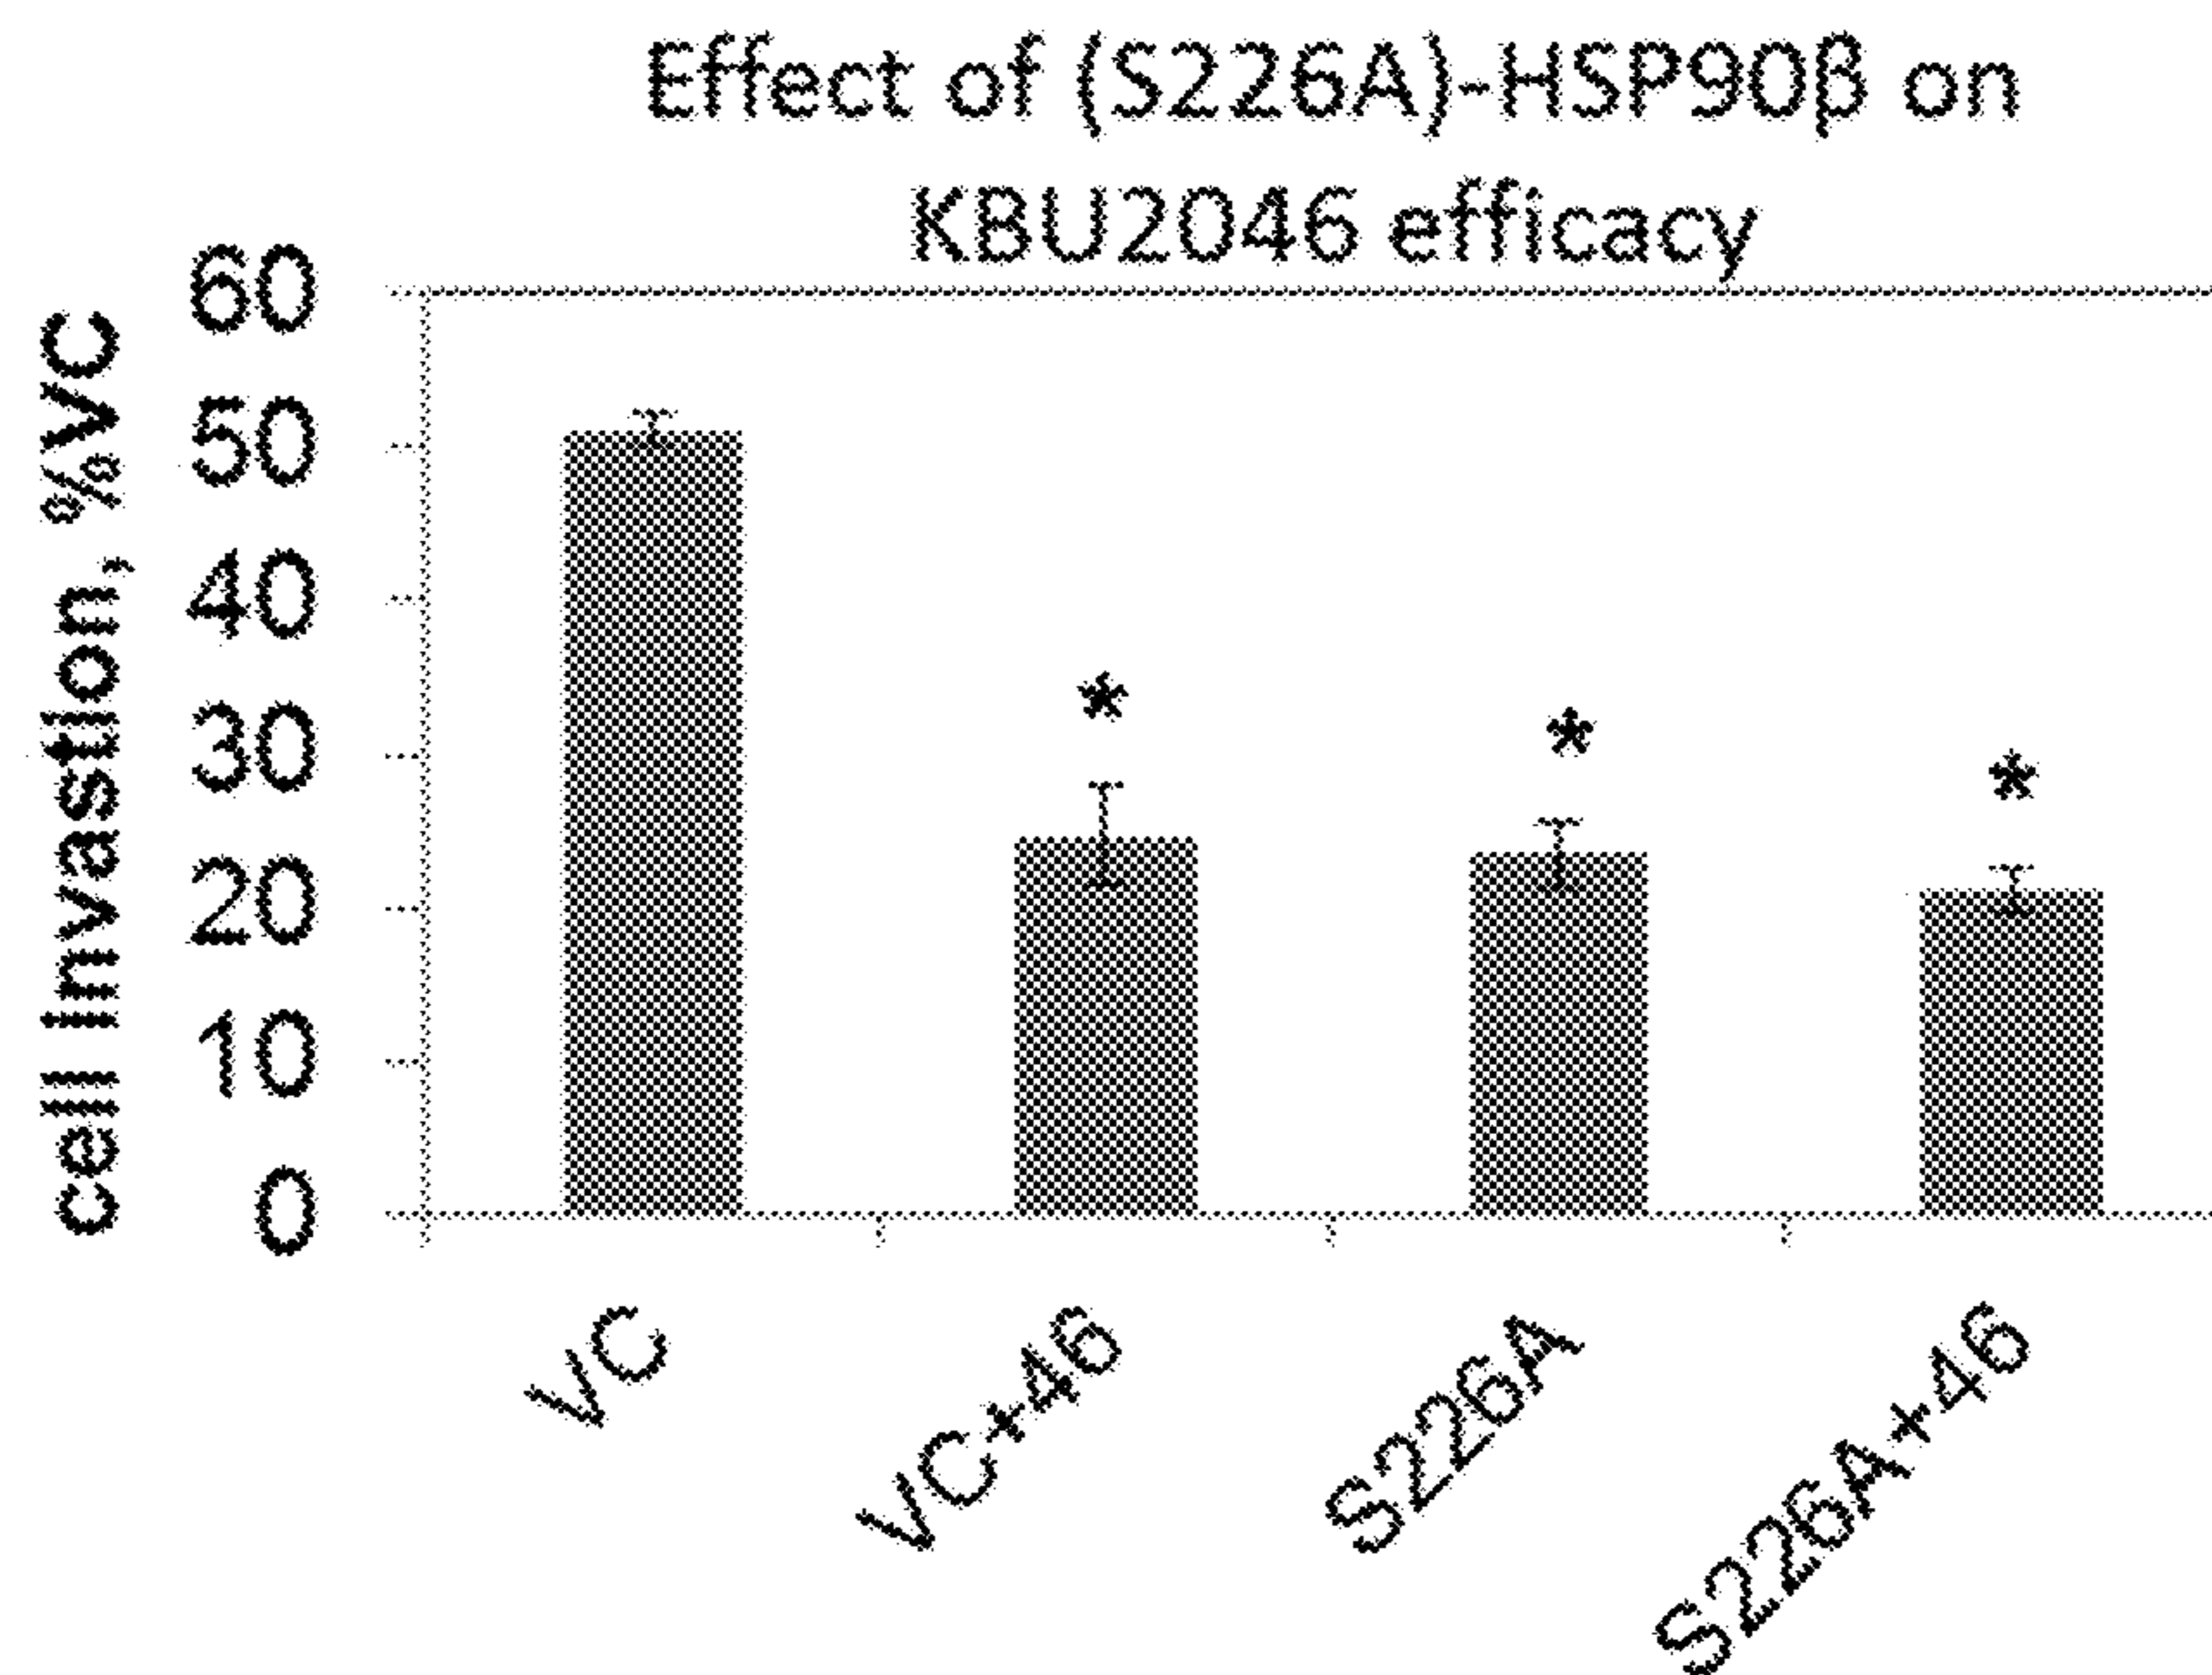 Effect of (S226A)-HSP90β on
KBU2046 efficacy
cell invasion, %VC
60
50
40
30
20
10
0
*
*
*
VC
VC+46
S226A
S226A+46